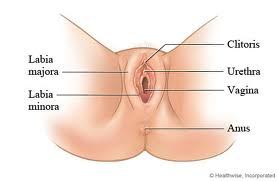 Clitoris
Labia
majora
Urethra
Vagina
Labia
minora
Anus
© Healthwise, Incorporated